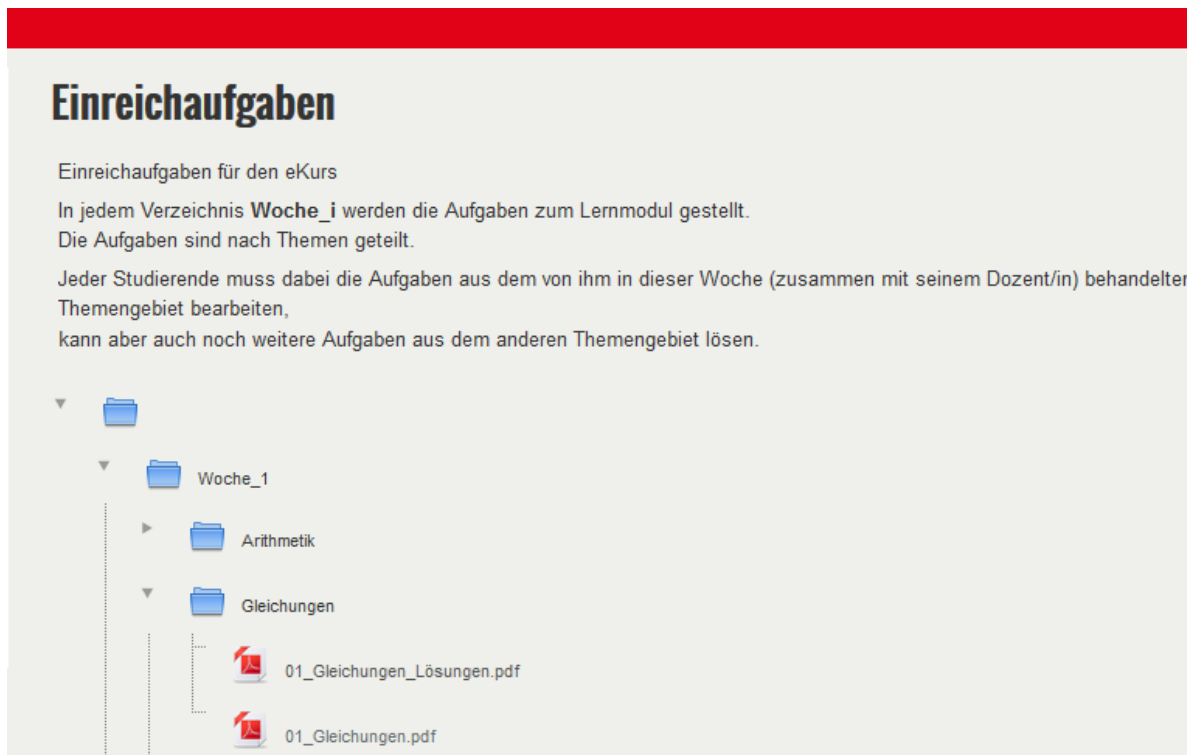 Einreichaufgaben
Einreichaufgaben für den eKurs
In jedem Verzeichnis Woche_i werden die Aufgaben zum Lernmodul gestellt.
Die Aufgaben sind nach Themen geteilt.
Jeder Studierende muss dabei die Aufgaben aus dem von ihm in dieser Woche (zusammen mit seinem Dozent/in) behandelten
Themengebiet bearbeiten,
kann aber auch noch weitere Aufgaben aus dem anderen Themengebiet lösen.
Woche_1
Arithmetik
Gleichungen
01_Gleichungen_Lösungen.pdf
01_Gleichungen.pdf